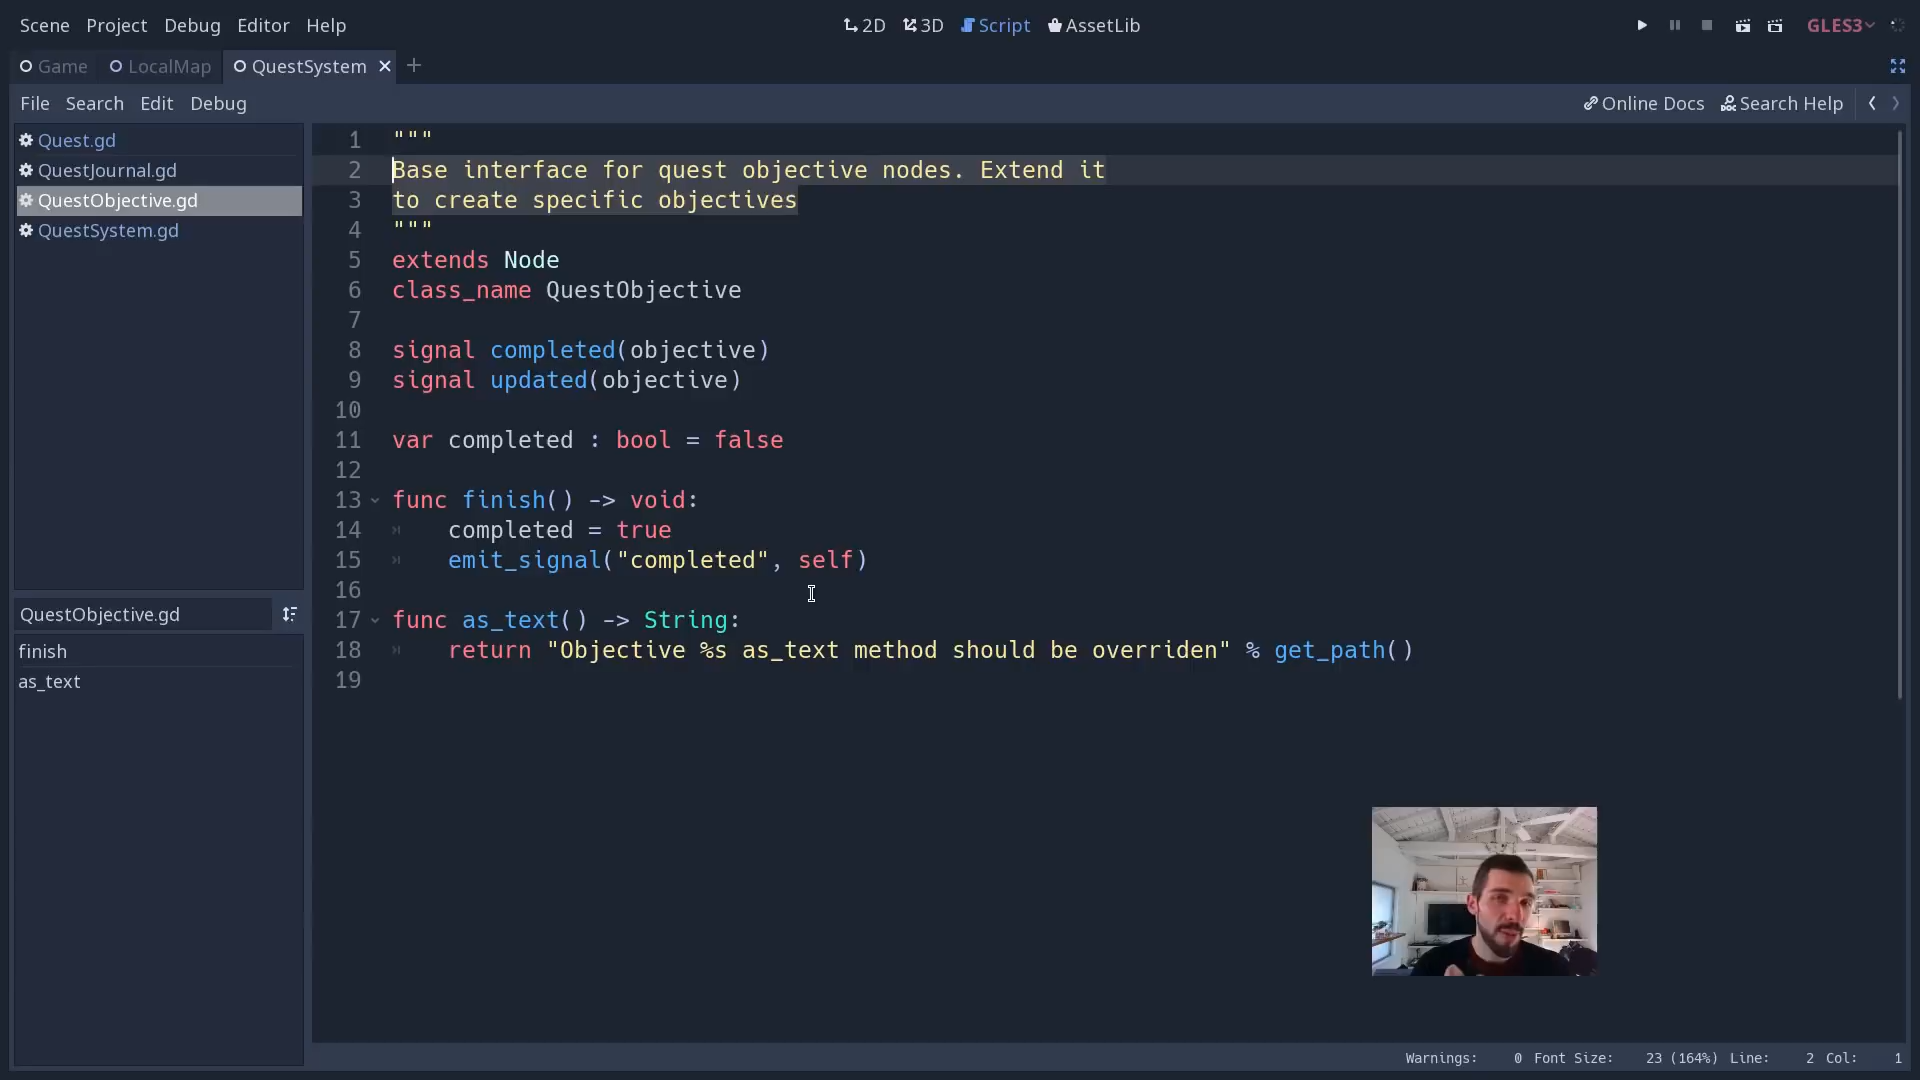 Scene Project Debug Editor Help 2D 3D Script AssetLib GLES3
Game LocalMap QuestSystem
File Search Edit Debug Online Docs Search Help
Quest.gd
QuestJournal.gd
QuestObjective.gd
QuestSystem.gd
QuestObjective.gd
finish
as_text
1 """
2 Base interface for quest objective nodes. Extend it
3 to create specific objectives
4 """
5 extends Node
6 class_name QuestObjective
7
8 signal completed(objective)
9 signal updated(objective)
10
11 var completed : bool = false
12
13 func finish() -> void:
14 completed = true
15 emit_signal("completed", self)
16
17 func as_text() -> String:
18 return "Objective %s as_text method should be overriden" % get_path()
19
Warnings: 0 Font Size: 23 (164%) Line: 2 Col: 1